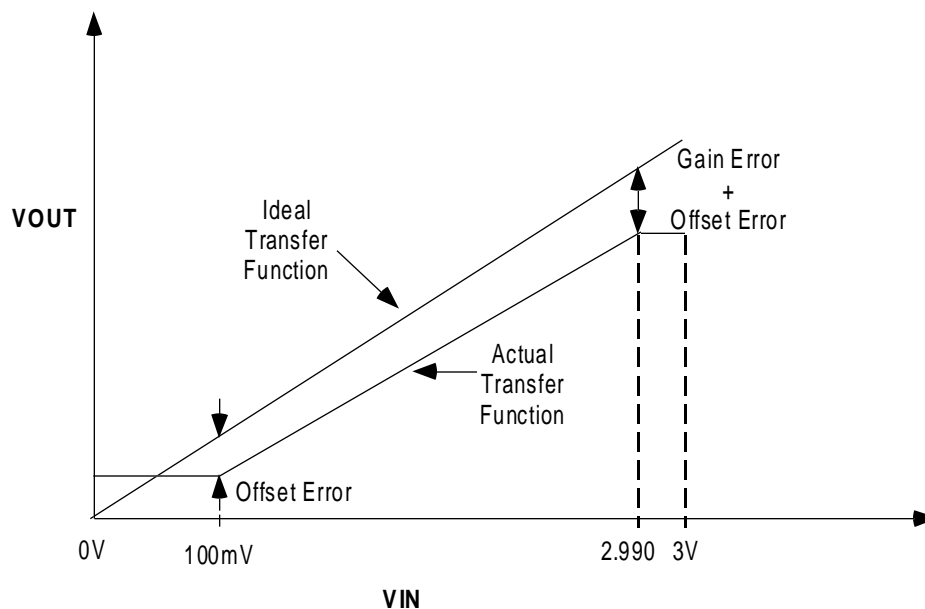 Gain Error
+
Offset Error
VOUT
Ideal
Transfer
Function
Actual
Transfer
Function
Offset Error
0V
100mV
2.990
3V
VIN